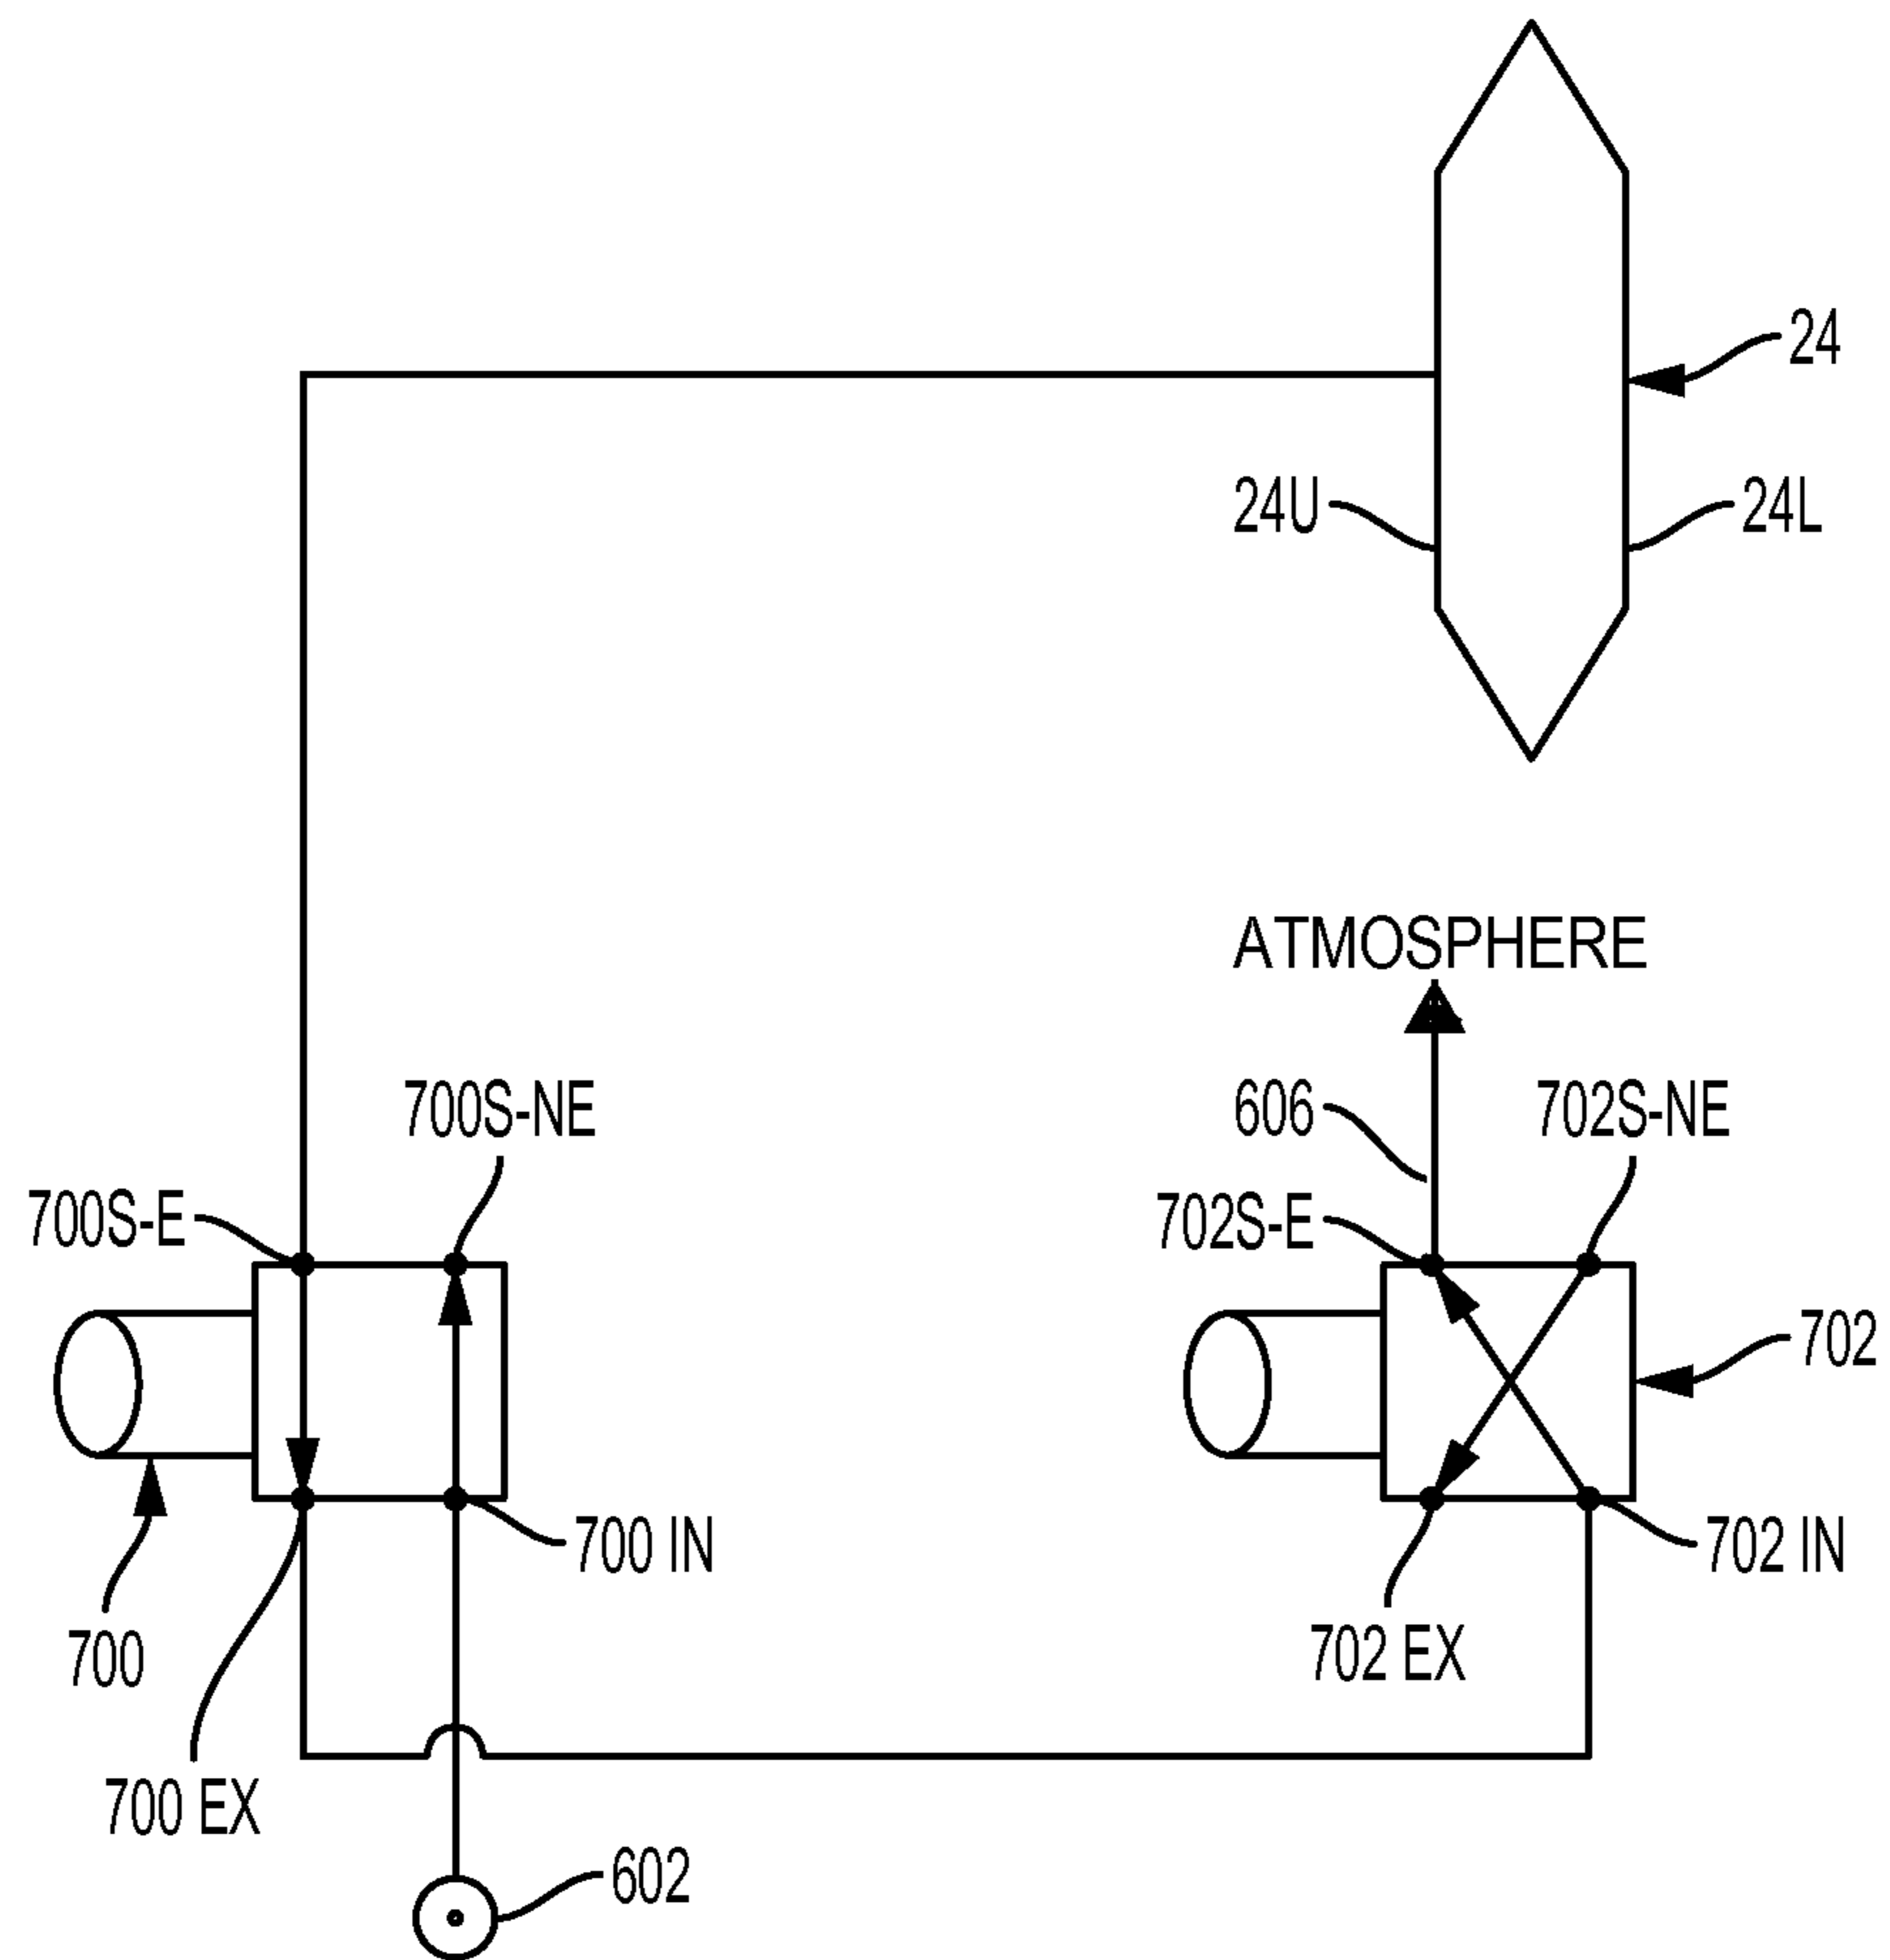 24
24U
24L
ATMOSPHERE
700S-NE
606
702S-NE
700S-E
702S-E
702
700 IN
702 IN
700
702 EX
700 EX
602